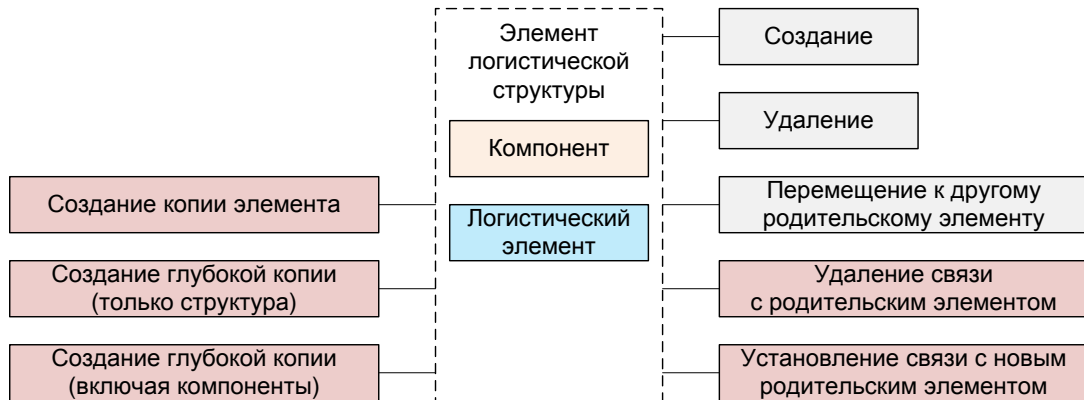 Элемент
логистической
структуры
Компонент
Логистический
элемент
Создание копии элемента
Создание глубокой копии
(только структура)
Создание глубокой копии
(включая компоненты)
Создание
Удаление
Перемещение к другому
родительскому элементу
Удаление связи
с родительским элементом
Установление связи с новым
родительским элементом